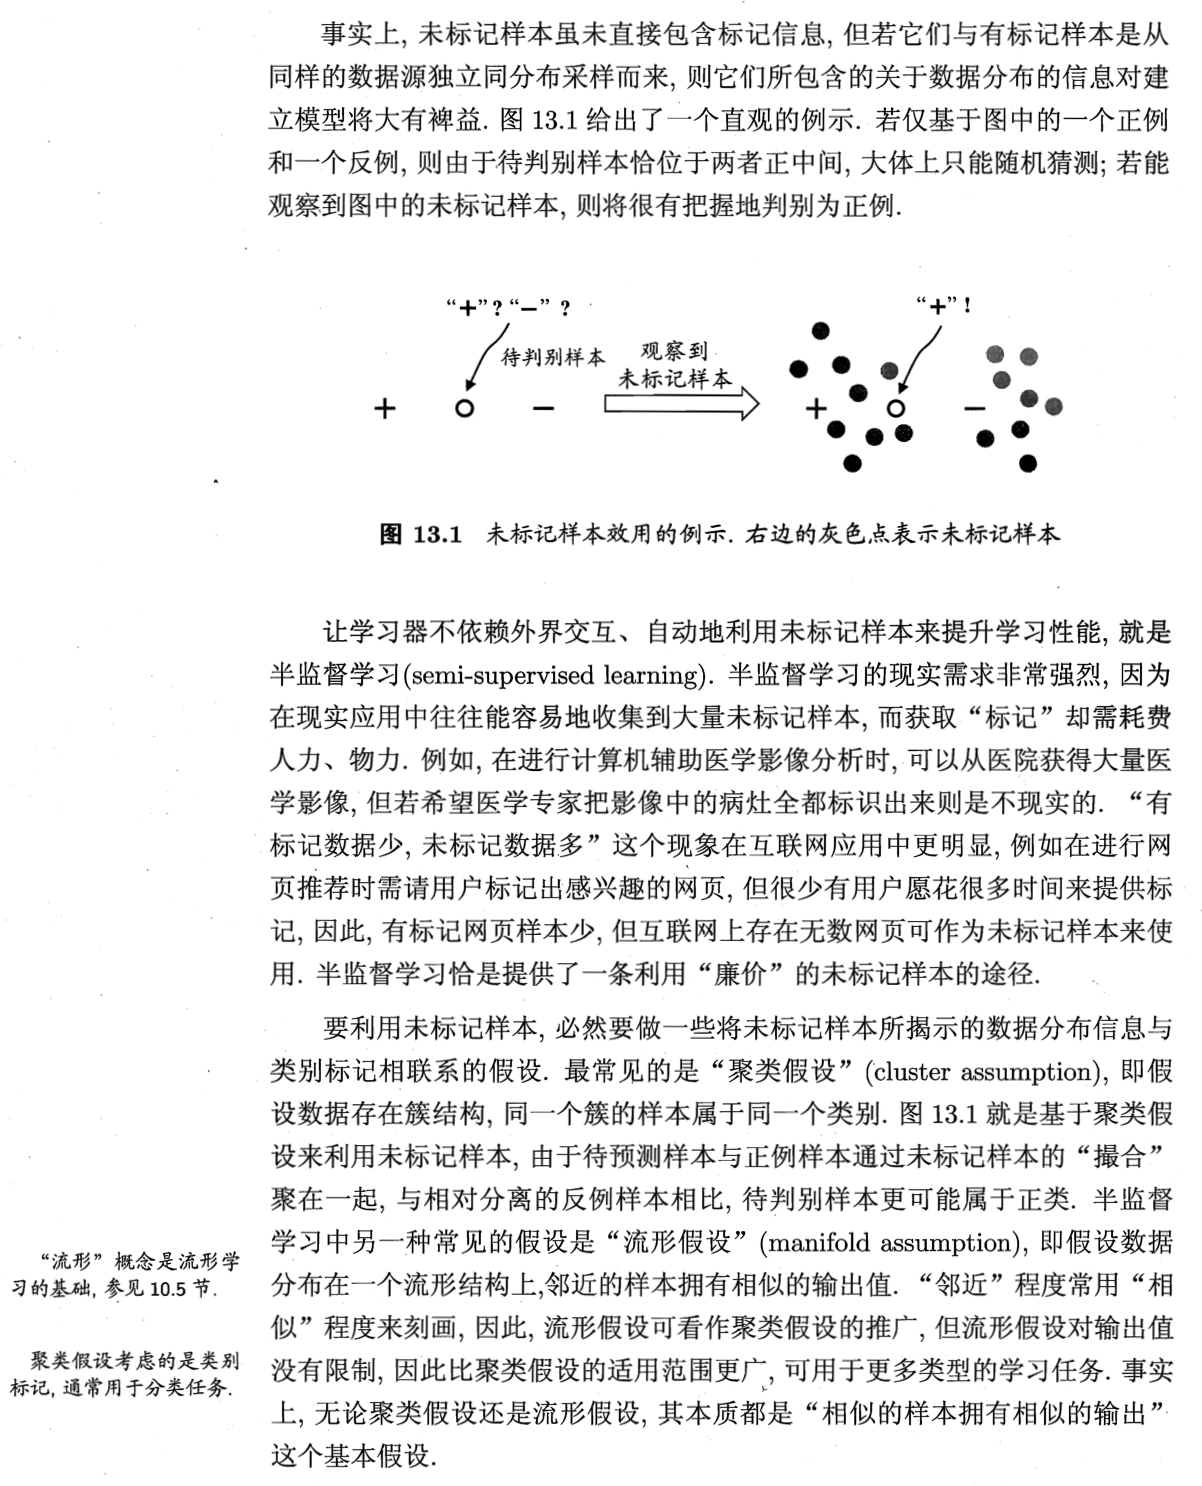 事实上, 未标记样本虽未直接包含标记信息, 但若它们与有标记样本是从
同样的数据源独立同分布采样而来, 则它们所包含的关于数据分布的信息对建
立模型将大有裨益. 图 13.1 给出了一个直观的例示. 若仅基于图中的一个正例
和一个反例, 则由于待判别样本恰位于两者正中间, 大体上只能随机猜测; 若能
观察到图中的未标记样本, 则将很有把握地判别为正例.
“+”? “−” ?
待判别样本
观察到
未标记样本
“+” !
+
−
+
−
图 13.1 未标记样本效用的例示. 右边的灰色点表示未标记样本
让学习器不依赖外界交互、自动地利用未标记样本来提升学习性能, 就是
半监督学习(semi-supervised learning). 半监督学习的现实需求非常强烈, 因为
在现实应用中往往能容易地收集到大量未标记样本, 而获取“标记”却需耗费
人力、物力. 例如, 在进行计算机辅助医学影像分析时, 可以从医院获得大量医
学影像, 但若希望医学专家把影像中的病灶全都标识出来则是不现实的. “有
标记数据少, 未标记数据多”这个现象在互联网应用中更明显, 例如在进行网
页推荐时需请用户标记出感兴趣的网页, 但很少有用户愿花很多时间来提供标
记, 因此, 有标记网页样本少, 但互联网上存在无数网页可作为未标记样本来使
用. 半监督学习恰是提供了一条利用“廉价”的未标记样本的途径.
要利用未标记样本, 必然要做一些将未标记样本所揭示的数据分布信息与
类别标记相联系的假设. 最常见的是“聚类假设”(cluster assumption), 即假
设数据存在簇结构, 同一个簇的样本属于同一个类别. 图 13.1 就是基于聚类假
设来利用未标记样本, 由于待预测样本与正例样本通过未标记样本的“撮合”
聚在一起, 与相对分离的反例样本相比, 待判别样本更可能属于正类. 半监督
学习中另一种常见的假设是“流形假设”(manifold assumption), 即假设数据
分布在一个流形结构上,邻近的样本拥有相似的输出值. “邻近”程度常用“相
似”程度来刻画, 因此, 流形假设可看作聚类假设的推广, 但流形假设对输出值
没有限制, 因此比聚类假设的适用范围更广, 可用于更多类型的学习任务. 事实
上, 无论聚类假设还是流形假设, 其本质都是“相似的样本拥有相似的输出”
这个基本假设.
“流形”概念是流形学
习的基础, 参见 10.5 节.
聚类假设考虑的是类别
标记, 通常用于分类任务.